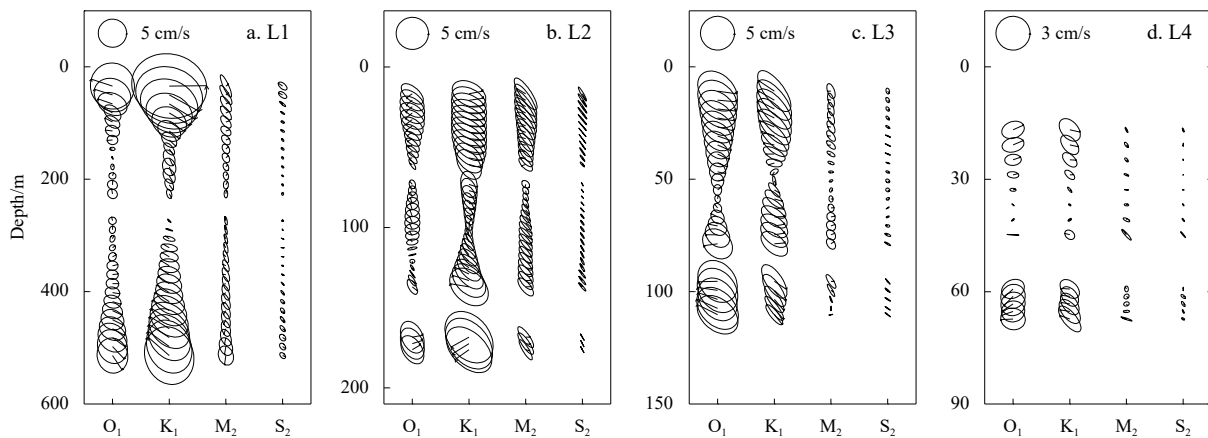 5 cm/s a. L1
5 cm/s b. L2
5 cm/s c. L3
3 cm/s d. L4
Depth/m
0
200
400
600
O₁ K₁ M₂ S₂
0
100
200
O₁ K₁ M₂ S₂
0
50
100
150
O₁ K₁ M₂ S₂
0
30
60
90
O₁ K₁ M₂ S₂